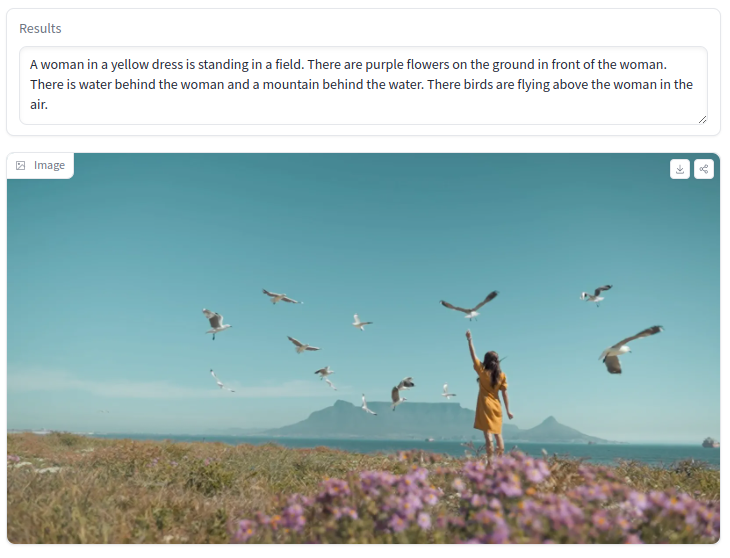 Results
A woman in a yellow dress is standing in a field. There are purple flowers on the ground in front of the woman.
There is water behind the woman and a mountain behind the water. There birds are flying above the woman in the
air.
Image